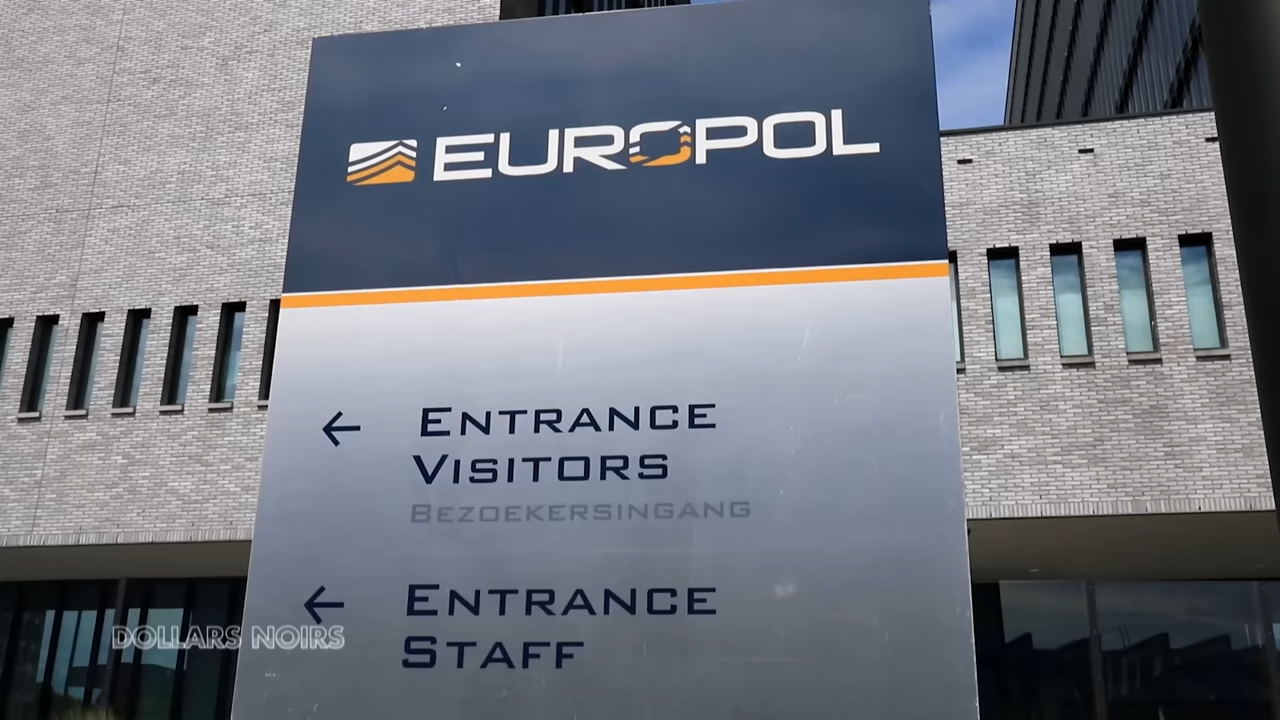 EUROPOL
← ENTRANCE
VISITORS
BEZOEKERSINGANG
← ENTRANCE
STAFF
DOLLARS NOIRS